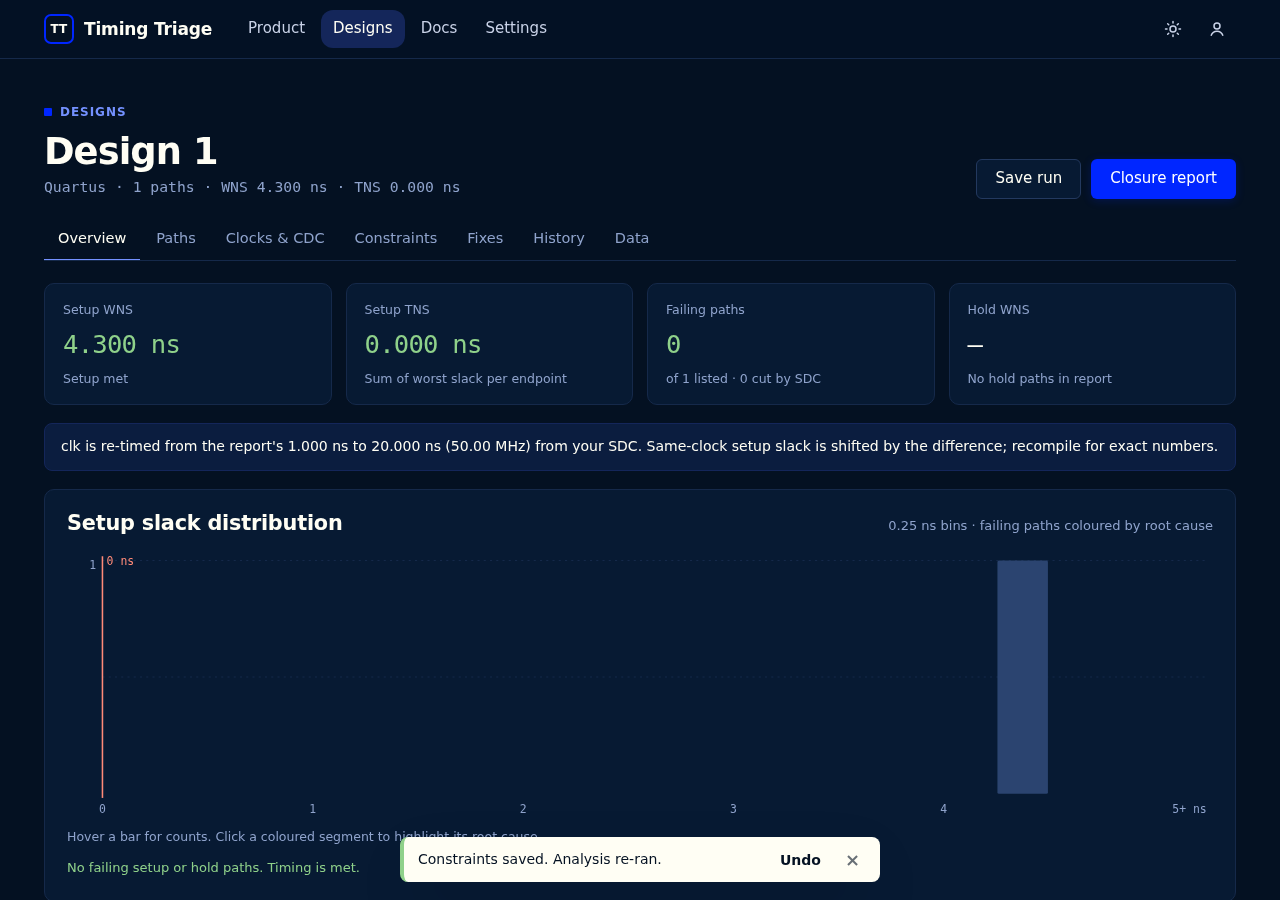 TT Timing Triage Product Designs Docs Settings
DESIGNS
Design 1
Quartus · 1 paths · WNS 4.300 ns · TNS 0.000 ns
Save run Closure report
Overview Paths Clocks & CDC Constraints Fixes History Data
Setup WNS
4.300 ns
Setup met
Setup TNS
0.000 ns
Sum of worst slack per endpoint
Failing paths
0
of 1 listed · 0 cut by SDC
Hold WNS
—
No hold paths in report
clk is re-timed from the report's 1.000 ns to 20.000 ns (50.00 MHz) from your SDC. Same-clock setup slack is shifted by the difference; recompile for exact numbers.
Setup slack distribution
0.25 ns bins · failing paths coloured by root cause
1 0 ns
0 1 2 3 4 5+ ns
Hover a bar for counts. Click a coloured segment to highlight its root cause.
No failing setup or hold paths. Timing is met.
Constraints saved. Analysis re-ran. Undo ×